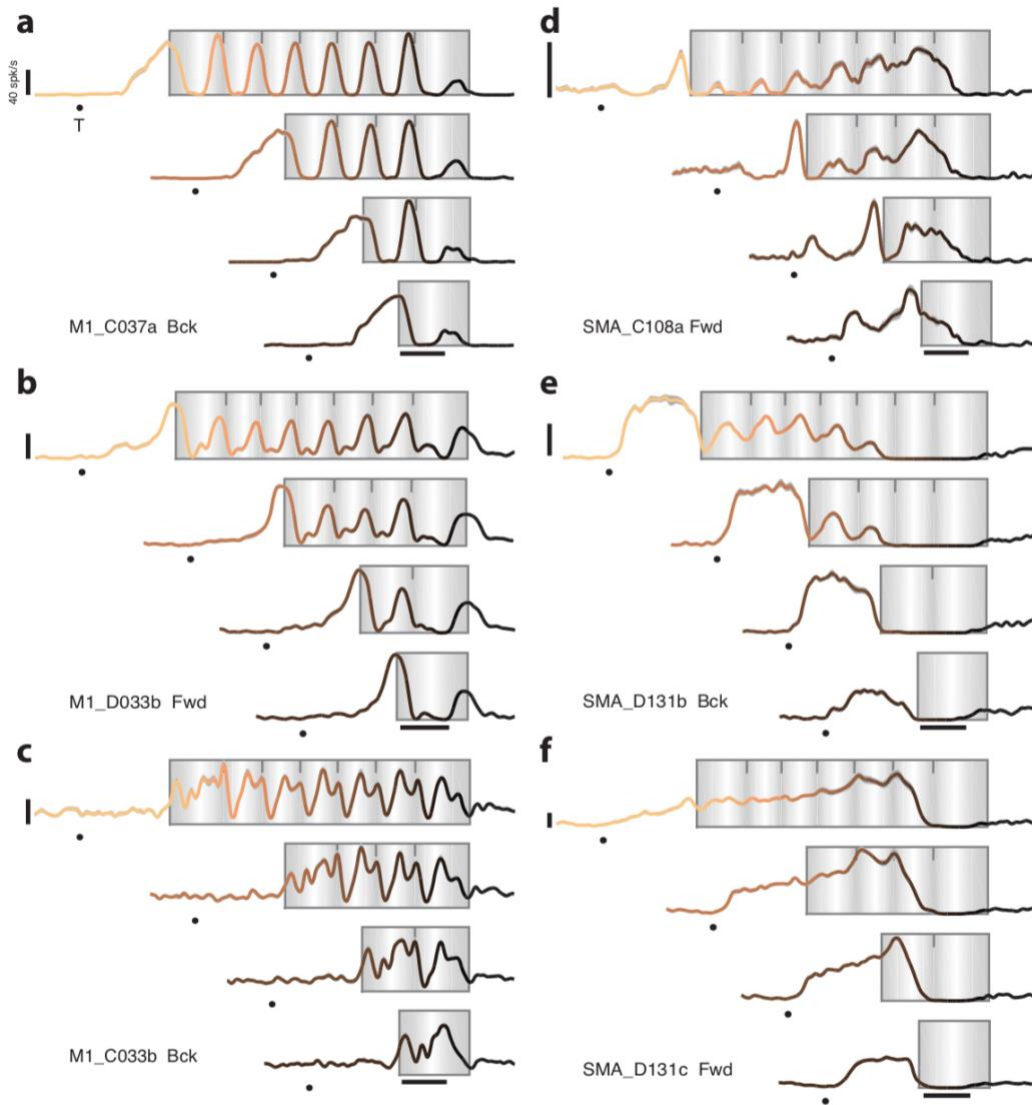 a
40 spk/s
T
M1_C037a Bck
b
M1_D033b Fwd
c
M1_C033b Bck
d
SMA_C108a Fwd
e
SMA_D131b Bck
f
SMA_D131c Fwd